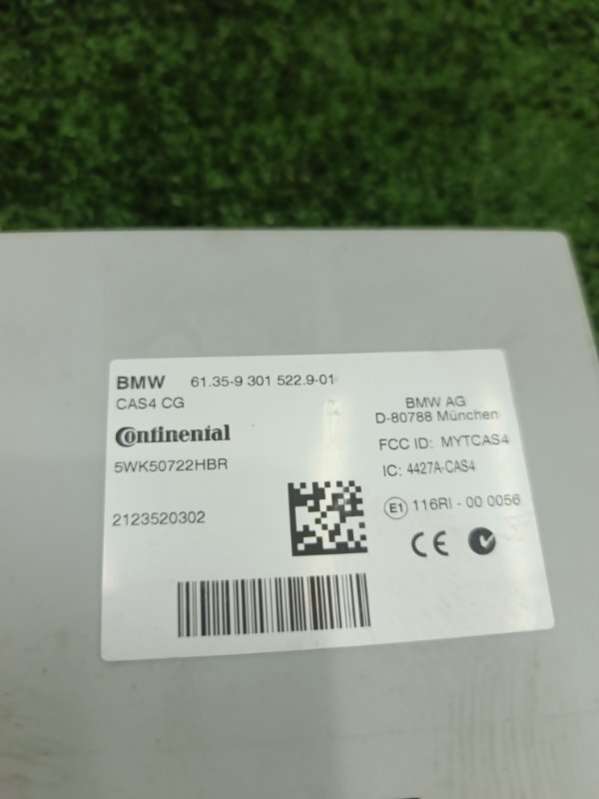 BMW 61.35-9 301 522.9-01
CAS4 CG
Continental
5WK50722HBR
2123520302
BMW AG
D-80788 München
FCC ID: MYTCAS4
IC: 4427A-CAS4
E1 116RI - 00 0056
CE